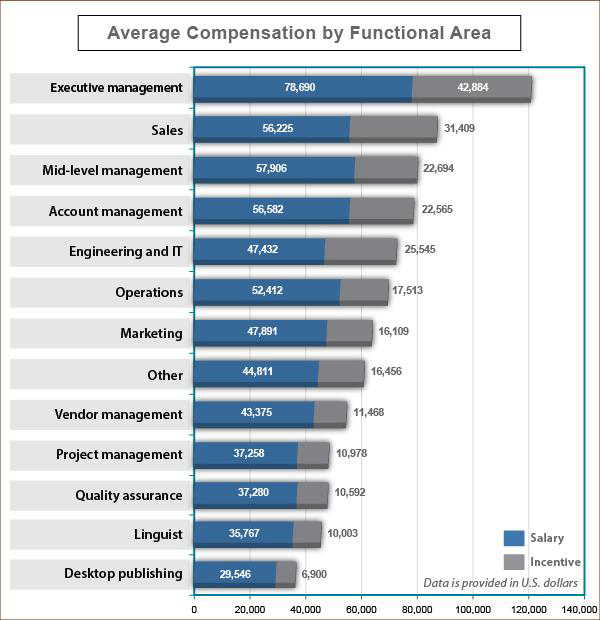 Average Compensation by Functional Area
Executive management 78,690 42,884
Sales 56,225 31,409
Mid-level management 57,906 22,694
Account management 56,582 22,565
Engineering and IT 47,432 25,545
Operations 52,412 17,513
Marketing 47,891 16,109
Other 44,811 16,456
Vendor management 43,375 11,468
Project management 37,258 10,978
Quality assurance 37,280 10,592
Linguist 35,767 10,003
Desktop publishing 29,546 6,900
Salary
Incentive
Data is provided in U.S. dollars
0 20,000 40,000 60,000 80,000 100,000 120,000 140,000